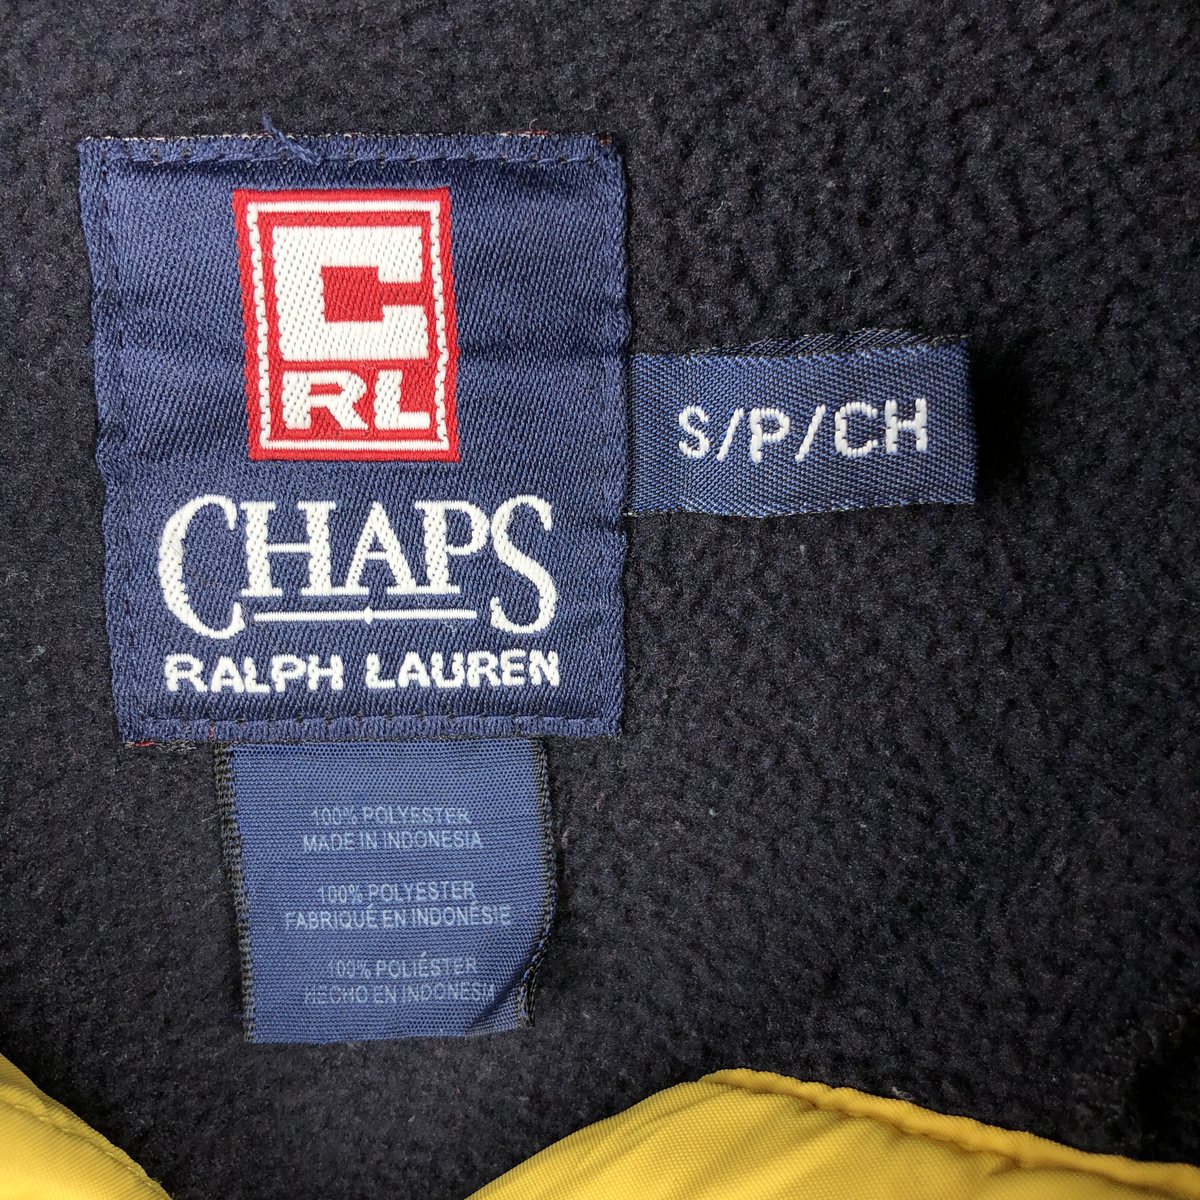 C
RL
CHAPS
RALPH LAUREN
S/P/CH
100% POLYESTER
MADE IN INDONESIA
100% POLYESTER
FABRIQUÉ EN INDONÉSIE
100% POLIÉSTER
HECHO EN INDONESIA